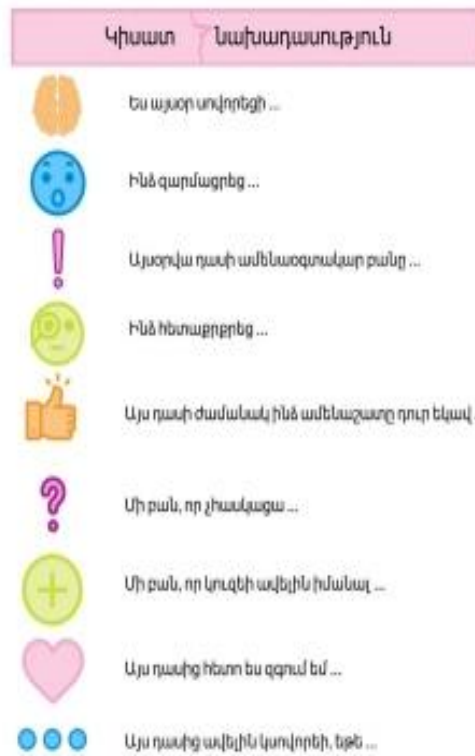 Կիսատ նախադասություն
Ես այսօր սովորեցի ...
Ինձ զարմացրեց ...
Այսօրվա դասի ամենաօգտակար բանը ...
Ինձ հետաքրքրեց ...
Այս դասի ժամանակ ինձ ամենաշատը դուր եկավ
Մի բան, որ չհասկացա ...
Մի բան, որ կուզեի ավելին իմանալ ...
Այս դասից հետո ես զգում եմ ...
Այս դասից ավելին կսովորեի, եթե ...